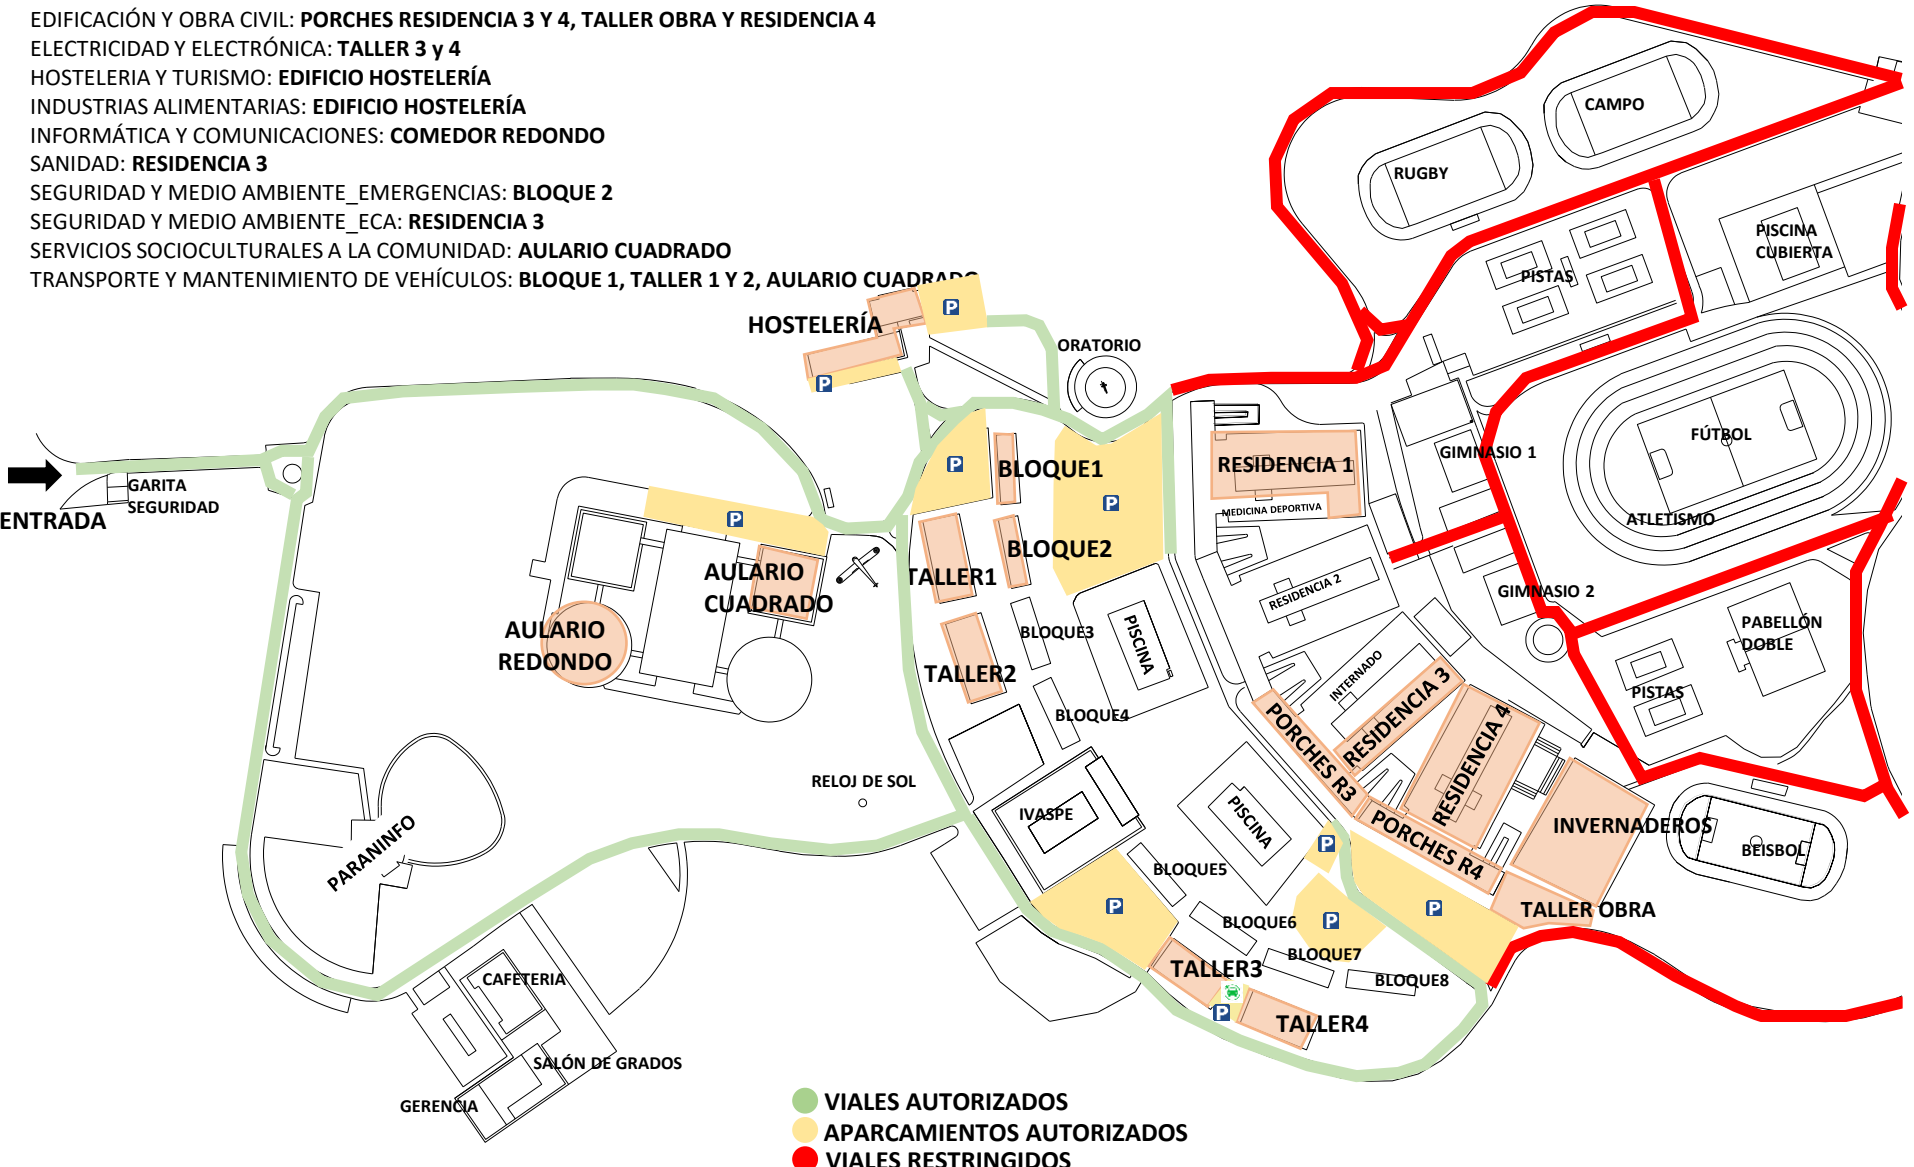 EDIFICACIÓN Y OBRA CIVIL: PORCHES RESIDENCIA 3 Y 4, TALLER OBRA Y RESIDENCIA 4
ELECTRICIDAD Y ELECTRÓNICA: TALLER 3 y 4
HOSTELERIA Y TURISMO: EDIFICIO HOSTELERÍA
INDUSTRIAS ALIMENTARIAS: EDIFICIO HOSTELERÍA
INFORMÁTICA Y COMUNICACIONES: COMEDOR REDONDO
SANIDAD: RESIDENCIA 3
SEGURIDAD Y MEDIO AMBIENTE_EMERGENCIAS: BLOQUE 2
SEGURIDAD Y MEDIO AMBIENTE_ECA: RESIDENCIA 3
SERVICIOS SOCIOCULTURALES A LA COMUNIDAD: AULARIO CUADRADO
TRANSPORTE Y MANTENIMIENTO DE VEHÍCULOS: BLOQUE 1, TALLER 1 Y 2, AULARIO CUADRADO
CAMPO
RUGBY
PISCINA
CUBIERTA
PISTAS
P
HOSTELERÍA
P
ORATORIO
FÚTBOL
GIMNASIO 1
ATLETISMO
P
BLOQUE1
RESIDENCIA 1
P
MEDICINA DEPORTIVA
ENTRADA
GARITA
SEGURIDAD
P
BLOQUE2
AULARIO
CUADRADO
TALLER1
RESIDENCIA 2
GIMNASIO 2
AULARIO
REDONDO
BLOQUE3
PISCINA
PABELLÓN
DOBLE
TALLER2
INTERNADO
PISTAS
BLOQUE4
PORCHES R3
RESIDENCIA 3
RESIDENCIA 4
RELOJ DE SOL
IVASPE
PISCINA
PARANINFO
P
PORCHES R4
INVERNADEROS
BEISBOL
BLOQUE5
P
BLOQUE6
P
P
TALLER OBRA
BLOQUE7
TALLER3
BLOQUE8
CAFETERIA
P
TALLER4
SALÓN DE GRADOS
GERENCIA
VIALES AUTORIZADOS
APARCAMIENTOS AUTORIZADOS
VIALES RESTRINGIDOS